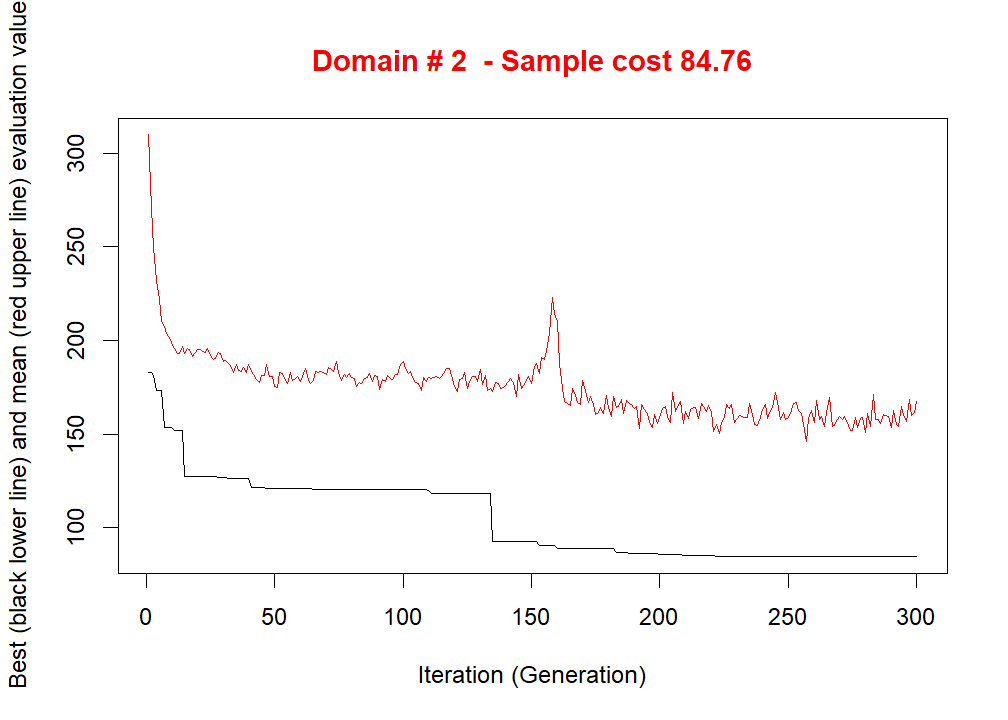 Domain # 2  - Sample cost 84.76
Best (black lower line) and mean (red upper line) evaluation value
300
250
200
150
100
0 50 100 150 200 250 300
Iteration (Generation)